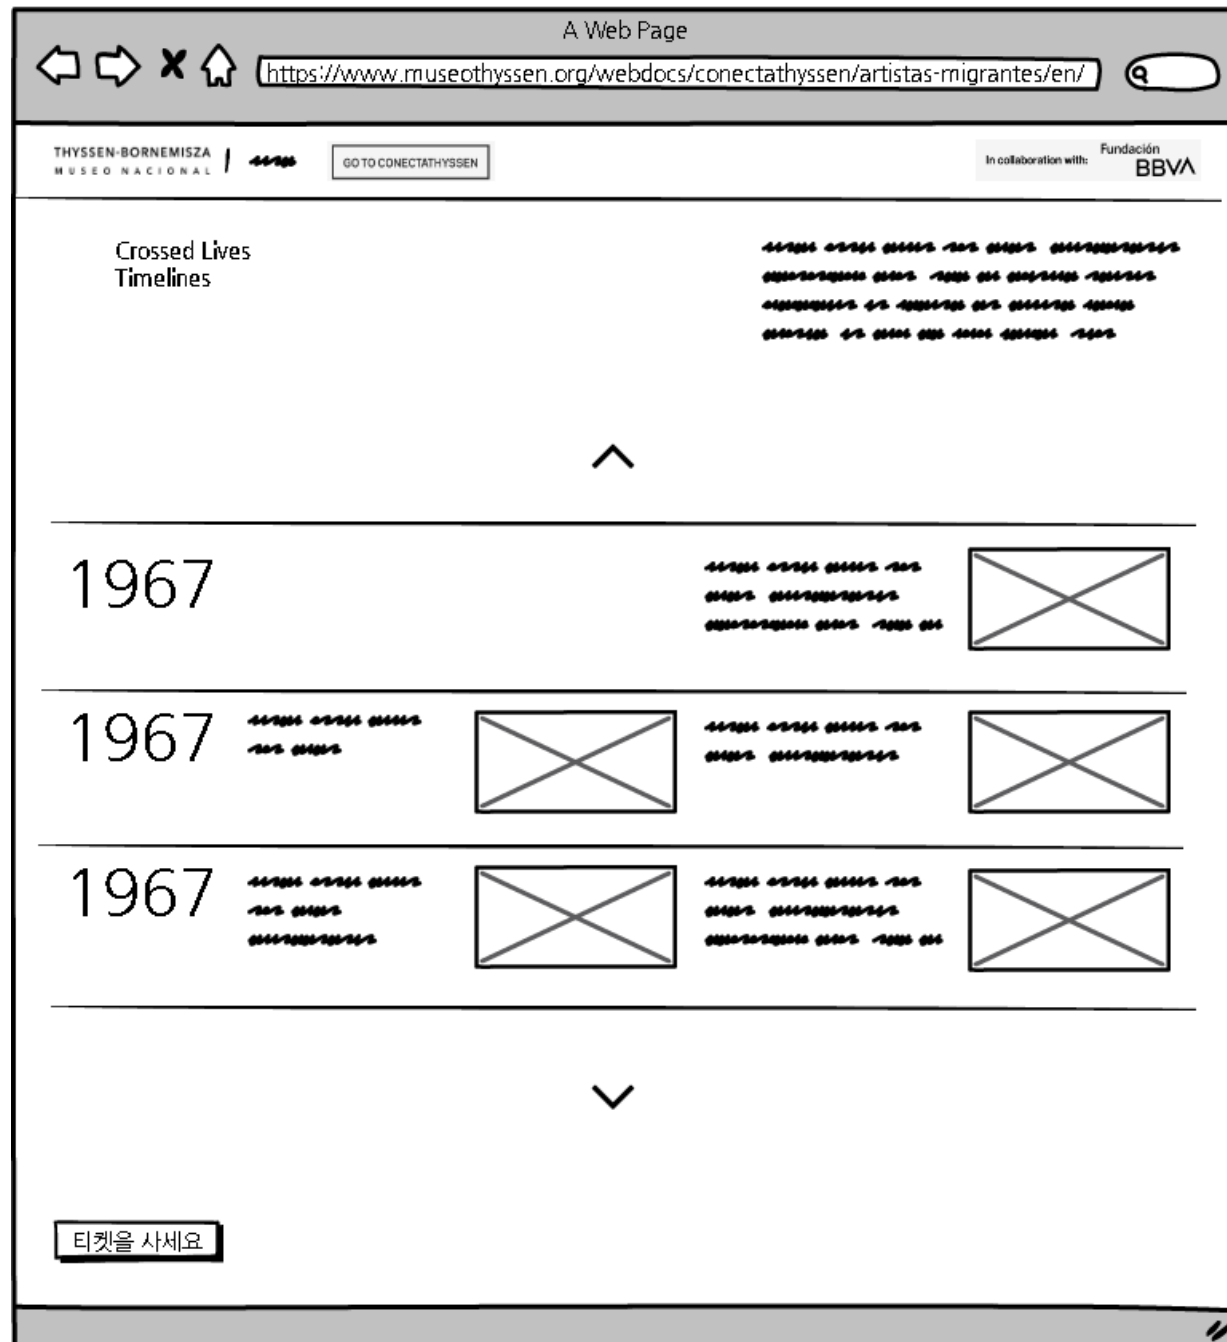 A Web Page
https://www.museothyssen.org/webdocs/conectathyssen/artistas-migrantes/en/
THYSSEN-BORNEMISZA
MUSEO NACIONAL
GO TO CONECTATHYSSEN
In collaboration with:
Fundación
BBVA
Crossed Lives
Timelines
1967
1967
1967
티켓을 사세요